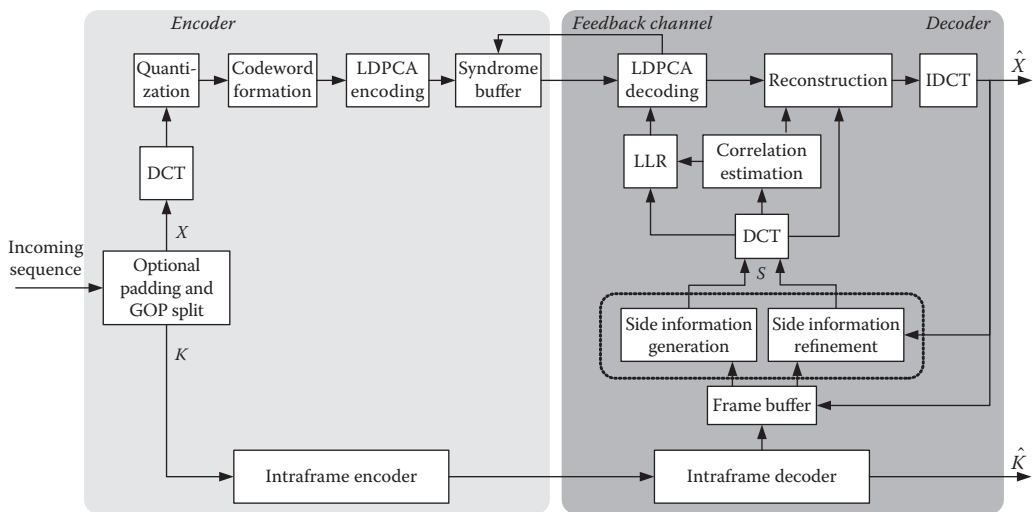 Encoder
Feedback channel
Decoder
Quanti-
zation
Codeword
formation
LDPCA
encoding
Syndrome
buffer
LDPCA
decoding
Reconstruction
IDCT
X̂
DCT
LLR
Correlation
estimation
X
DCT
Incoming
sequence
Optional
padding and
GOP split
S
K
Side information
generation
Side information
refinement
Frame buffer
Intraframe encoder
Intraframe decoder
K̂